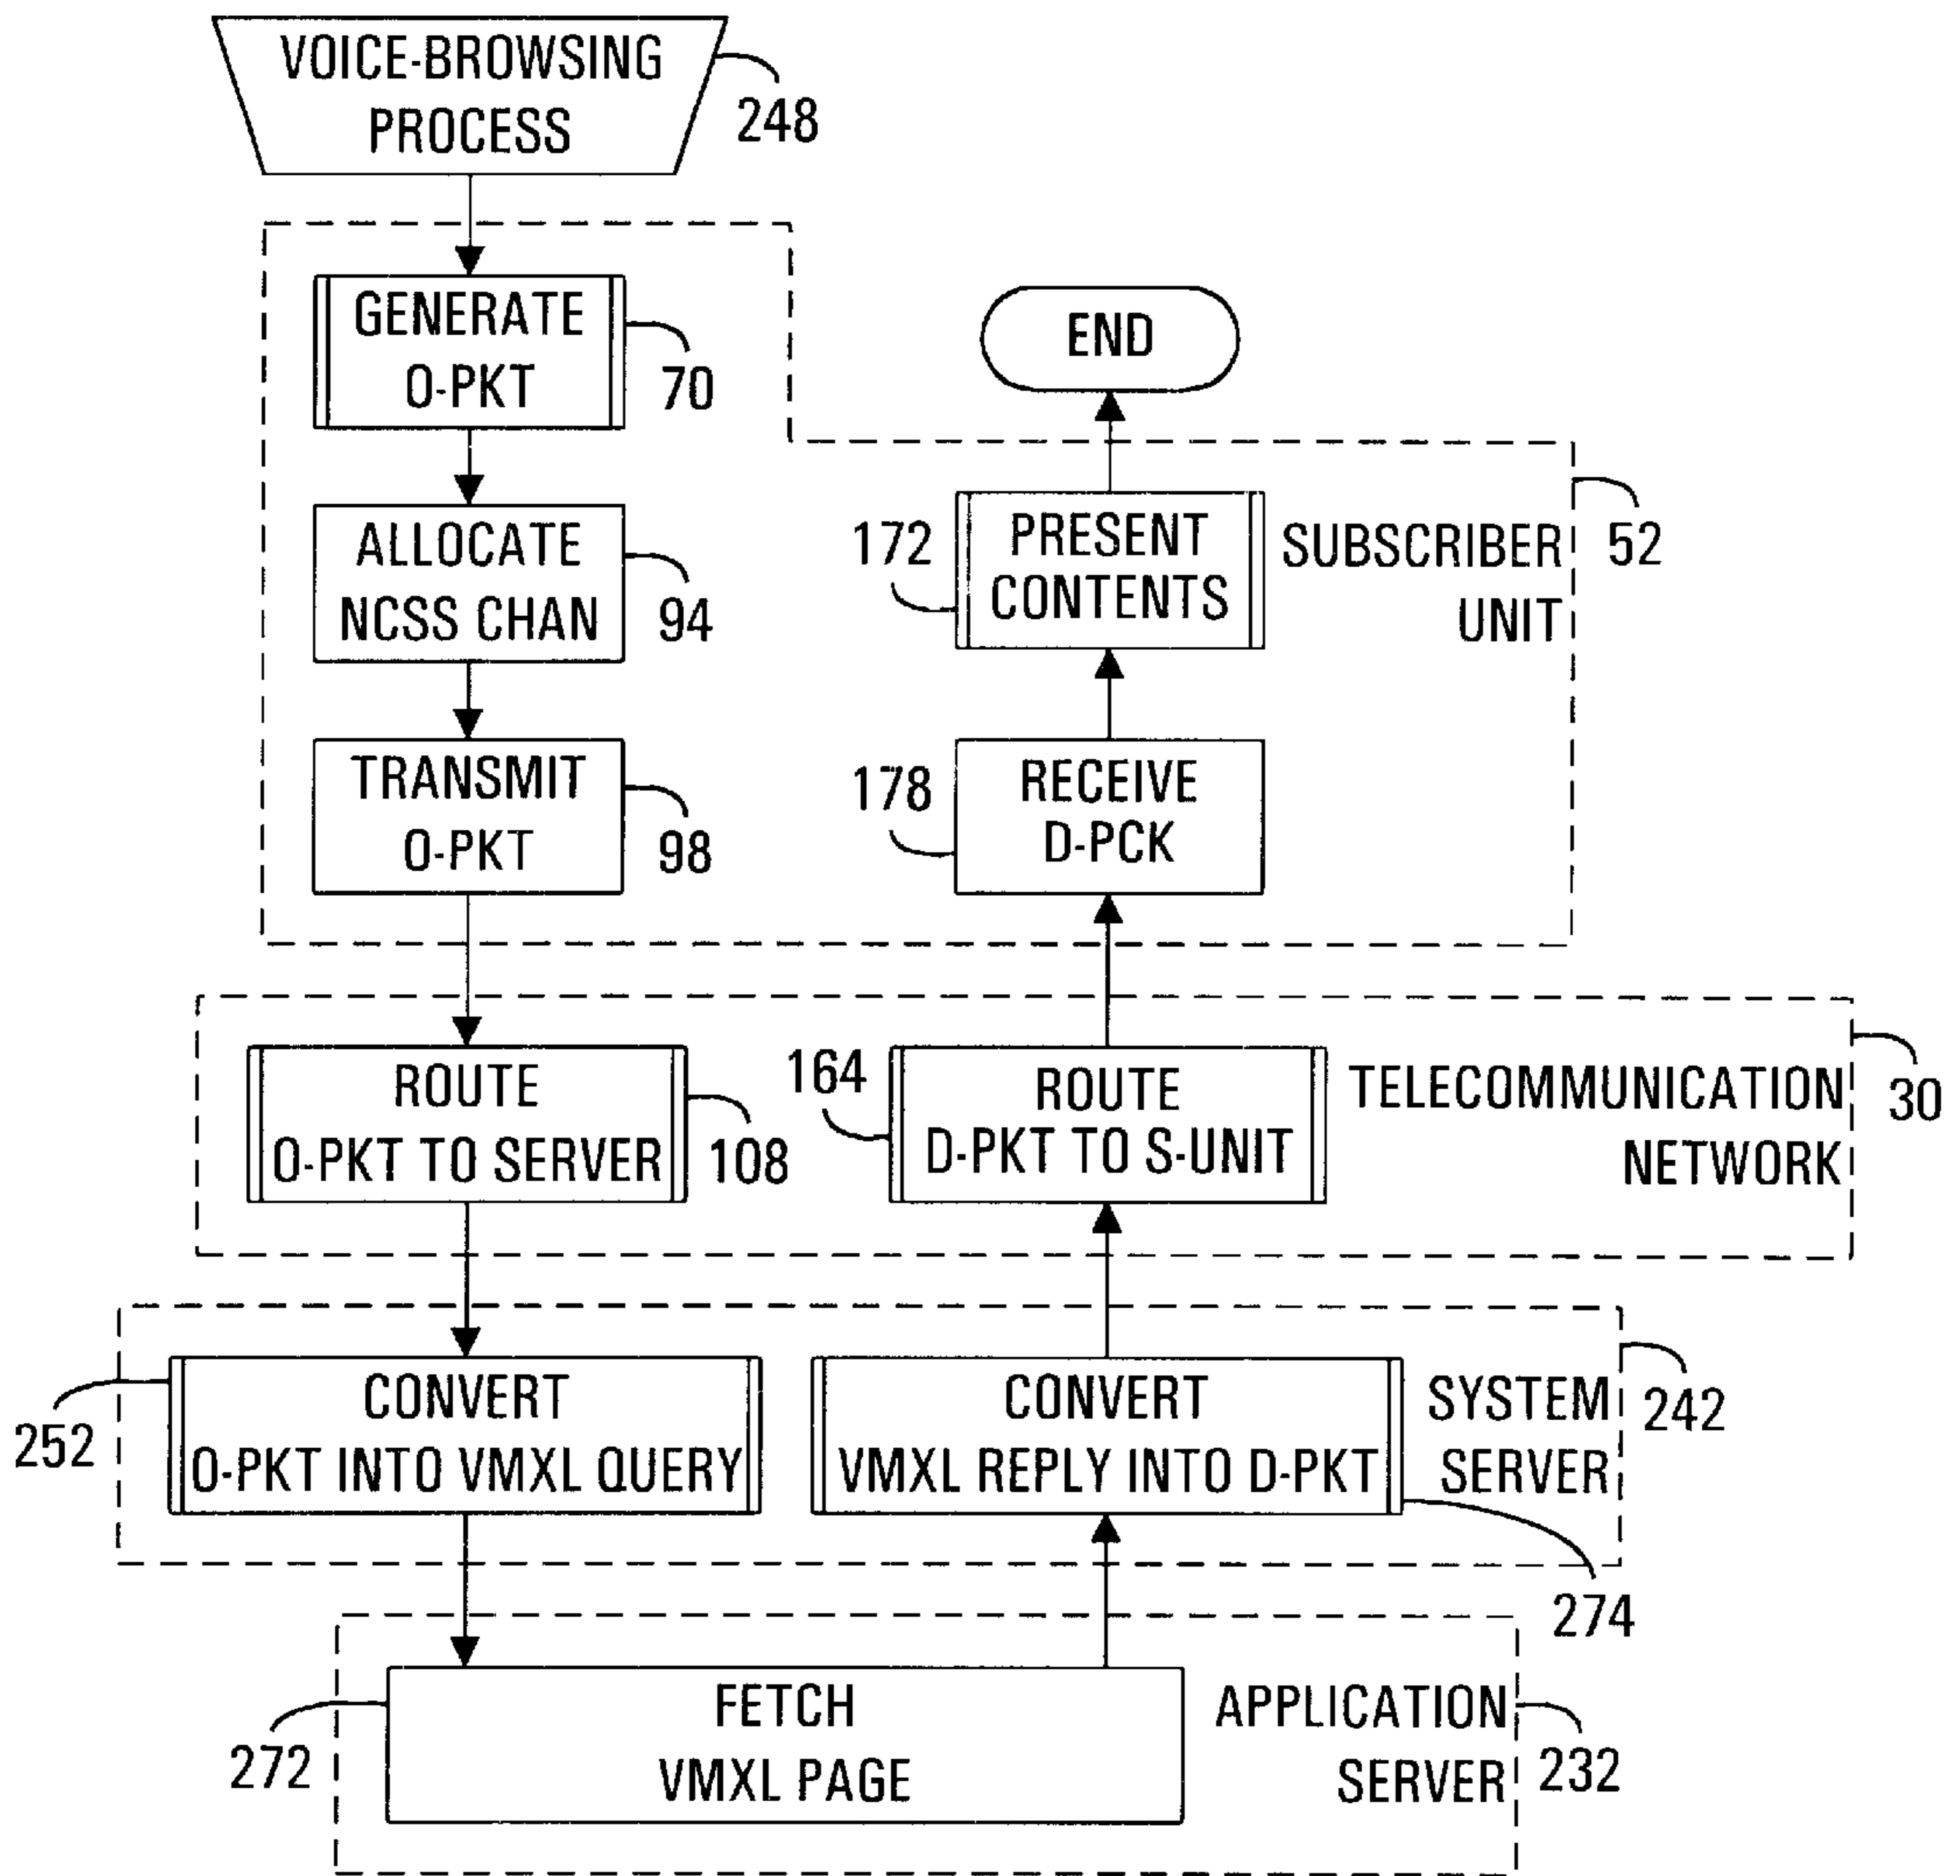 VOICE-BROWSING
PROCESS
248
GENERATE
O-PKT
70
END
ALLOCATE
NCSS CHAN
94
172
PRESENT
CONTENTS
SUBSCRIBER
UNIT
52
TRANSMIT
O-PKT
98
178
RECEIVE
D-PCK
ROUTE
O-PKT TO SERVER
108
164
ROUTE
D-PKT TO S-UNIT
TELECOMMUNICATION
NETWORK
30
252
CONVERT
O-PKT INTO VMXL QUERY
CONVERT
VMXL REPLY INTO D-PKT
SYSTEM
SERVER
242
274
272
FETCH
VMXL PAGE
APPLICATION
SERVER
232